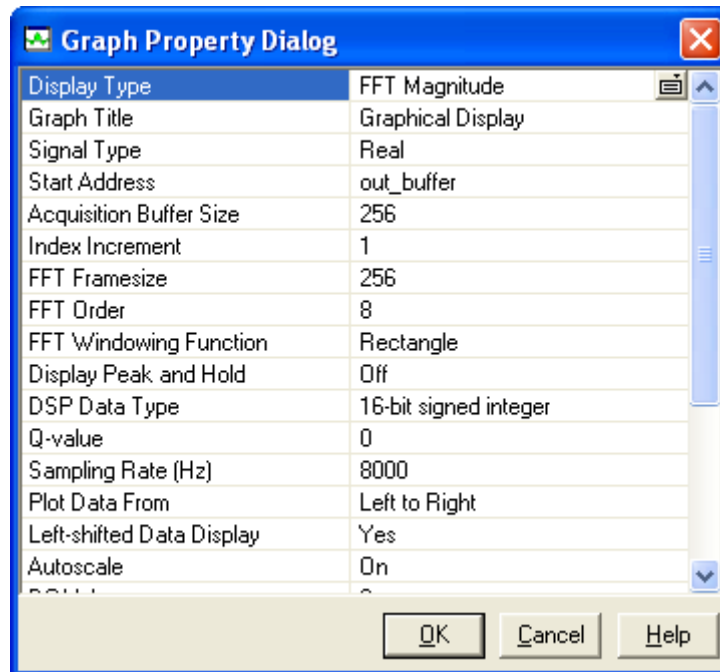 Graph Property Dialog
Display Type FFT Magnitude
Graph Title Graphical Display
Signal Type Real
Start Address out_buffer
Acquisition Buffer Size 256
Index Increment 1
FFT Framesize 256
FFT Order 8
FFT Windowing Function Rectangle
Display Peak and Hold Off
DSP Data Type 16-bit signed integer
Q-value 0
Sampling Rate (Hz) 8000
Plot Data From Left to Right
Left-shifted Data Display Yes
Autoscale On
OK Cancel Help